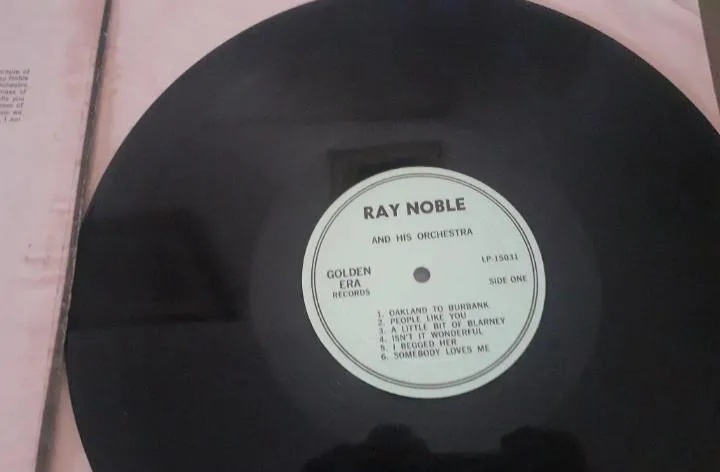 RAY NOBLE
AND HIS ORCHESTRA
LP-15031
GOLDEN
ERA
RECORDS
SIDE ONE
1. OAKLAND TO BURBANK
2. PEOPLE LIKE YOU
3. A LITTLE BIT OF BLARNEY
4. ISN'T IT WONDERFUL
5. I BEGGED HER
6. SOMEBODY LOVES ME